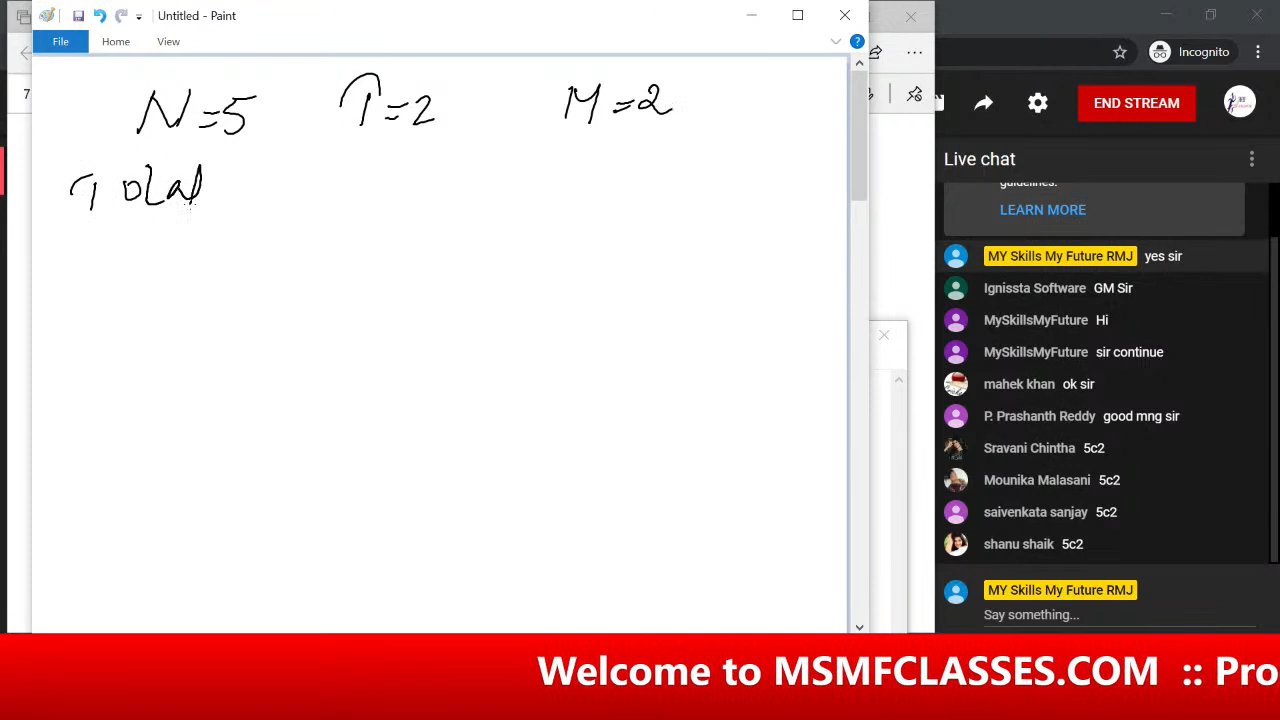 Untitled - Paint
File Home View
N=5 T=2 M=2
Total
7
Incognito
END STREAM
Live chat
guidelines.
LEARN MORE
MY Skills My Future RMJ yes sir
Ignissta Software GM Sir
MySkillsMyFuture Hi
MySkillsMyFuture sir continue
mahek khan ok sir
P. Prashanth Reddy good mng sir
Sravani Chintha 5c2
Mounika Malasani 5c2
saivenkata sanjay 5c2
shanu shaik 5c2
MY Skills My Future RMJ
Say something...
Welcome to MSMFCLASSES.COM :: Pro